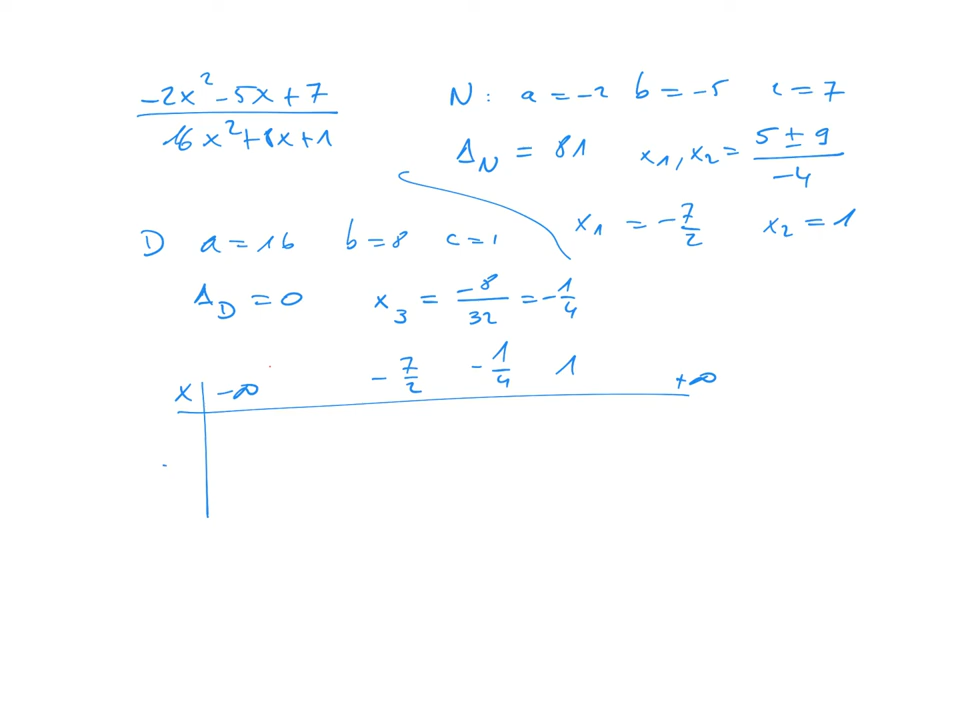 -2x² - 5x + 7 N : a = -2 b = -5 c = 7
16x² + 8x + 1
Δ_N = 81 x₁, x₂ = (5 ± 9)/-4
x₁ = -7/2 x₂ = 1
D a = 16 b = 8 c = 1
Δ_D = 0 x₃ = -8/32 = -1/4
x -∞ -7/2 -1/4 1 +∞